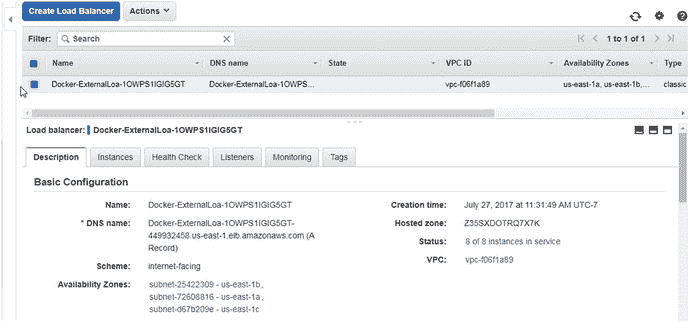 Create Load Balancer Actions
Filter: Search 1 to 1 of 1
Name DNS name State VPC ID Availability Zones Type
Docker-ExternalLoa-1OWPS1IGIG5GT Docker-ExternalLoa-1OWPS... vpc-f06f1a89 us-east-1a, us-east-1b,... classic
Load balancer: Docker-ExternalLoa-1OWPS1IGIG5GT
Description Instances Health Check Listeners Monitoring Tags
Basic Configuration
Name: Docker-ExternalLoa-1OWPS1IGIG5GT Creation time: July 27, 2017 at 11:31:49 AM UTC-7
* DNS name: Docker-ExternalLoa-1OWPS1IGIG5GT- Hosted zone: Z35SXDOTRQ7X7K
449932458.us-east-1.elb.amazonaws.com (A Status: 8 of 8 instances in service
Record) VPC: vpc-f06f1a89
Scheme: internet-facing
Availability Zones: subnet-25422309 - us-east-1b,
subnet-72608816 - us-east-1a,
subnet-d67b209e - us-east-1c